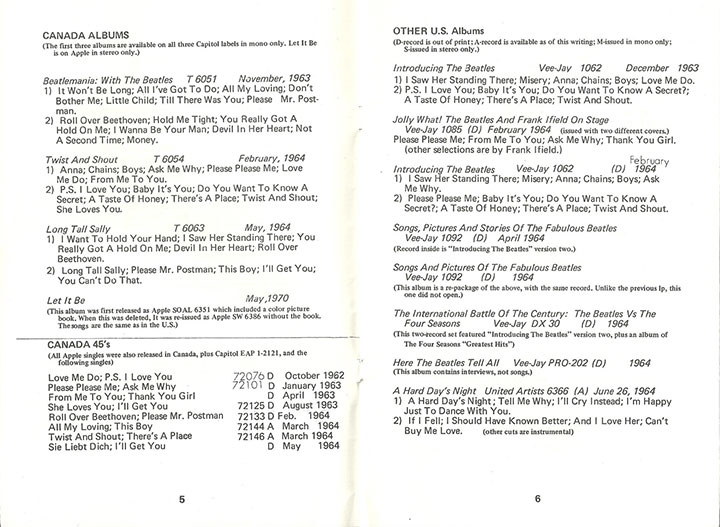 CANADA ALBUMS
(The first three albums are available on all three Capitol labels in mono only. Let It Be
is on Apple in stereo only.)
Beatlemania: With The Beatles T 6051 November, 1963
1) It Won't Be Long; All I've Got To Do; All My Loving; Don't
Bother Me; Little Child; Till There Was You; Please Mr. Post-
man.
2) Roll Over Beethoven; Hold Me Tight; You Really Got A
Hold On Me; I Wanna Be Your Man; Devil In Her Heart; Not
A Second Time; Money.
Twist And Shout T 6054 February, 1964
1) Anna; Chains; Boys; Ask Me Why; Please Please Me; Love
Me Do; From Me To You.
2) P.S. I Love You; Baby It's You; Do You Want To Know A
Secret; A Taste Of Honey; There's A Place; Twist And Shout;
She Loves You.
Long Tall Sally T 6063 May, 1964
1) I Want To Hold Your Hand; I Saw Her Standing There; You
Really Got A Hold On Me; Devil In Her Heart; Roll Over
Beethoven.
2) Long Tall Sally; Please Mr. Postman; This Boy; I'll Get You;
You Can't Do That.
Let It Be May, 1970
(This album was first released as Apple SOAL 6351 which included a color picture
book. When this was deleted, It was re-issued as Apple SW 6386 without the book.
The songs are the same as in the U.S.)
CANADA 45's
(All Apple singles were also released in Canada, plus Capitol EAP 1-2121, and the
following singles)
Love Me Do; P.S. I Love You 72076 D October 1962
Please Please Me; Ask Me Why 72101 D January 1963
From Me To You; Thank You Girl D April 1963
She Loves You; I'll Get You 72125 D August 1963
Roll Over Beethoven; Please Mr. Postman 72133 D Feb. 1964
All My Loving; This Boy 72144 A March 1964
Twist And Shout; There's A Place 72146 A March 1964
Sie Liebt Dich; I'll Get You D May 1964
5
OTHER U.S. Albums
(D-record is out of print; A-record is available as of this writing; M-issued in mono only;
S-issued in stereo only.)
Introducing The Beatles Vee-Jay 1062 December 1963
1) I Saw Her Standing There; Misery; Anna; Chains; Boys; Love Me Do.
2) P.S. I Love You; Baby It's You; Do You Want To Know A Secret?;
A Taste Of Honey; There's A Place; Twist And Shout.
Jolly What! The Beatles And Frank Ifield On Stage
Vee-Jay 1085 (D) February 1964 (issued with two different covers.)
Please Please Me; From Me To You; Ask Me Why; Thank You Girl.
(other selections are by Frank Ifield.)
February
Introducing The Beatles Vee-Jay 1062 (D) 1964
1) I Saw Her Standing There; Misery; Anna; Chains; Boys; Ask
Me Why.
2) Please Please Me; Baby It's You; Do You Want To Know A
Secret?; A Taste Of Honey; There's A Place; Twist And Shout.
Songs, Pictures And Stories Of The Fabulous Beatles
Vee-Jay 1092 (D) April 1964
(Record inside is "Introducing The Beatles" version two.)
Songs And Pictures Of The Fabulous Beatles
Vee-Jay 1092 (D) 1964
(This album is a re-package of the above, with the same record. Unlike the previous lp, this
one did not open.)
The International Battle Of The Century: The Beatles Vs The
Four Seasons Vee-Jay DX 30 (D) 1964
(This two-record set featured "Introducing The Beatles" version two, plus an album of
The Four Seasons "Greatest Hits")
Here The Beatles Tell All Vee-Jay PRO-202 (D) 1964
(This album contains interviews, not songs.)
A Hard Day's Night United Artists 6366 (A) June 26, 1964
1) A Hard Day's Night; Tell Me Why; I'll Cry Instead; I'm Happy
Just To Dance With You.
2) If I Fell; I Should Have Known Better; And I Love Her; Can't
Buy Me Love. (other cuts are instrumental)
6